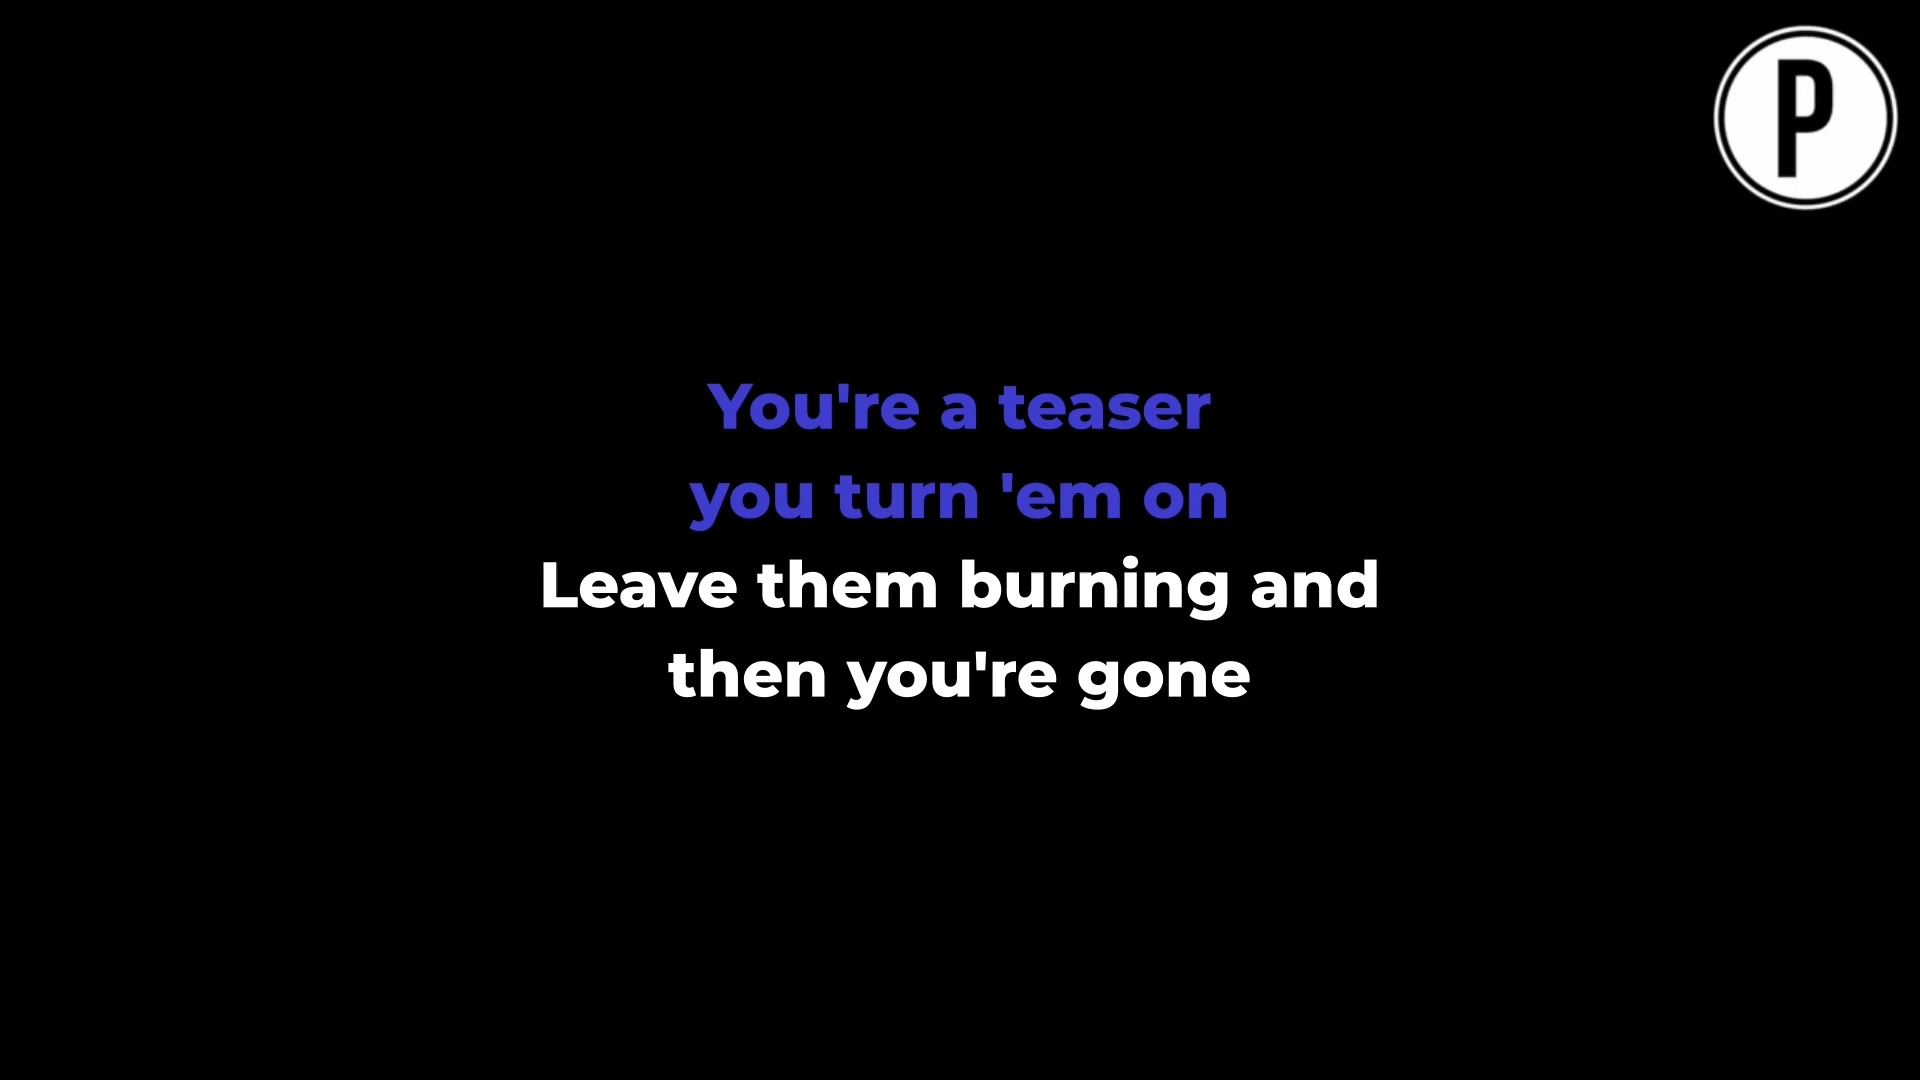 P
You're a teaser
you turn 'em on
Leave them burning and
then you're gone